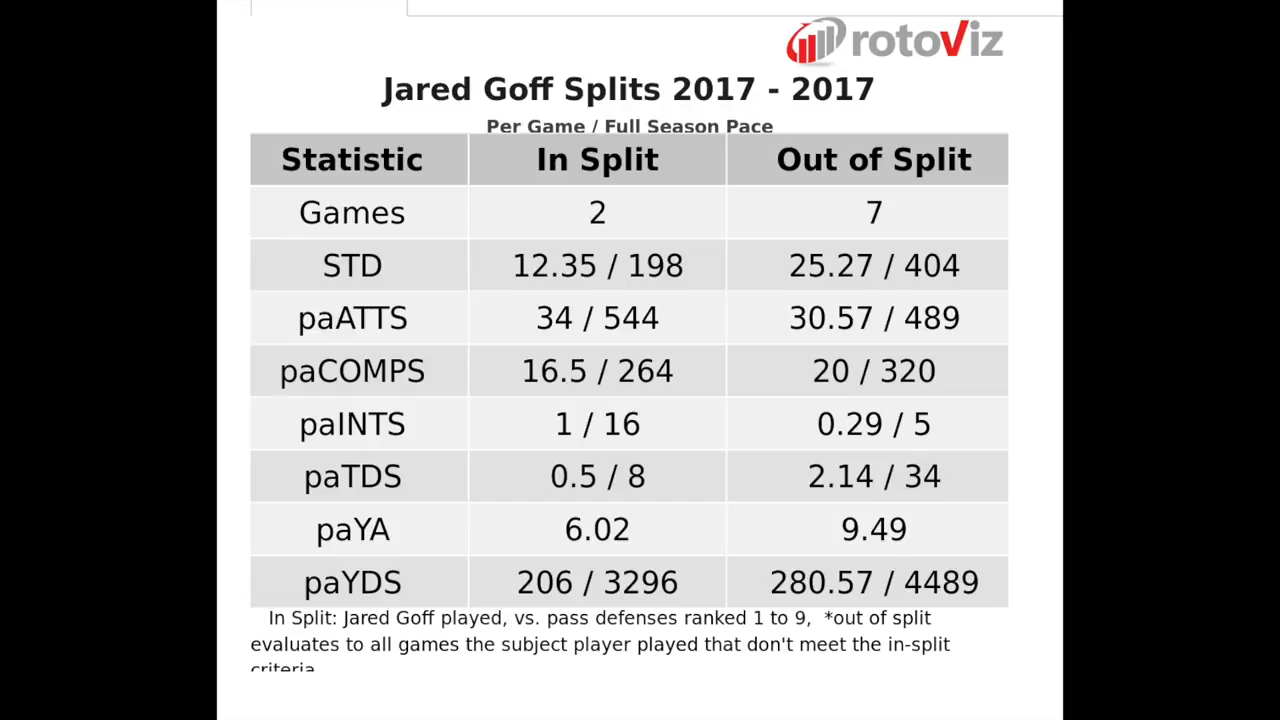 rotoViz
Jared Goff Splits 2017 - 2017
Per Game / Full Season Pace
Statistic In Split Out of Split
Games 2 7
STD 12.35 / 198 25.27 / 404
paATTS 34 / 544 30.57 / 489
paCOMPS 16.5 / 264 20 / 320
paINTS 1 / 16 0.29 / 5
paTDS 0.5 / 8 2.14 / 34
paYA 6.02 9.49
paYDS 206 / 3296 280.57 / 4489
In Split: Jared Goff played, vs. pass defenses ranked 1 to 9, *out of split
evaluates to all games the subject player played that don't meet the in-split
criteria